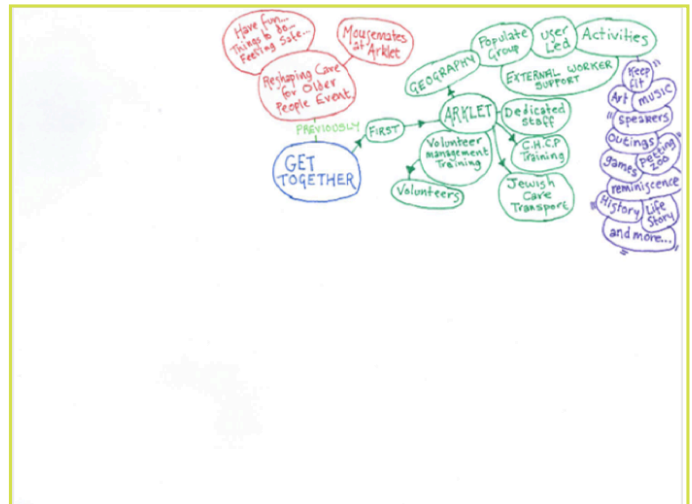 Have fun...
Things to do...
Feeling Safe...
Mousemates
at Arklet
Reshaping Care
for Older
People Event
PREVIOUSLY
GET
TOGETHER
FIRST
ARKLET
GEOGRAPHY
Populate
Group
User
Led
Activities
EXTERNAL WORKER
SUPPORT
Dedicated
Staff
C.H.C.P
Training
Jewish
Care
Transport
Volunteer
management
Training
Volunteers
Keep
fit
Art
MUSIC
Speakers
Outings
games
petting
zoo
reminiscence
History
Life
Story
and more...